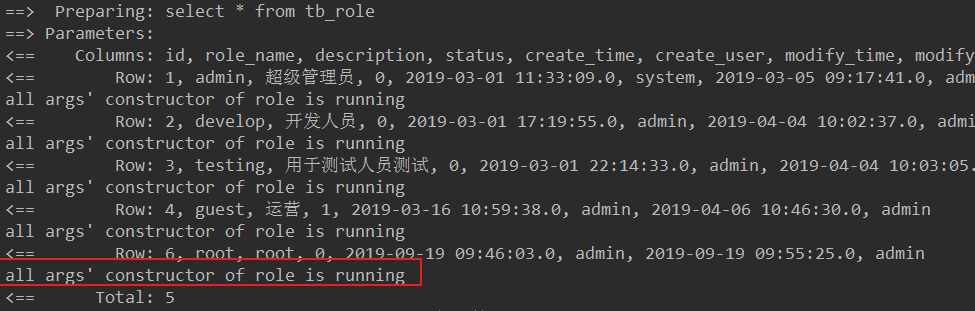 ==>  Preparing: select * from tb_role
==> Parameters:
<==    Columns: id, role_name, description, status, create_time, create_user, modify_time, modify
<==        Row: 1, admin, 超级管理员, 0, 2019-03-01 11:33:09.0, system, 2019-03-05 09:17:41.0, adm
all args' constructor of role is running
<==        Row: 2, develop, 开发人员, 0, 2019-03-01 17:19:55.0, admin, 2019-04-04 10:02:37.0, admi
all args' constructor of role is running
<==        Row: 3, testing, 用于测试人员测试, 0, 2019-03-01 22:14:33.0, admin, 2019-04-04 10:03:05.
all args' constructor of role is running
<==        Row: 4, guest, 运营, 1, 2019-03-16 10:59:38.0, admin, 2019-04-06 10:46:30.0, admin
all args' constructor of role is running
<==        Row: 6, root, root, 0, 2019-09-19 09:46:03.0, admin, 2019-09-19 09:55:25.0, admin
all args' constructor of role is running
<==      Total: 5